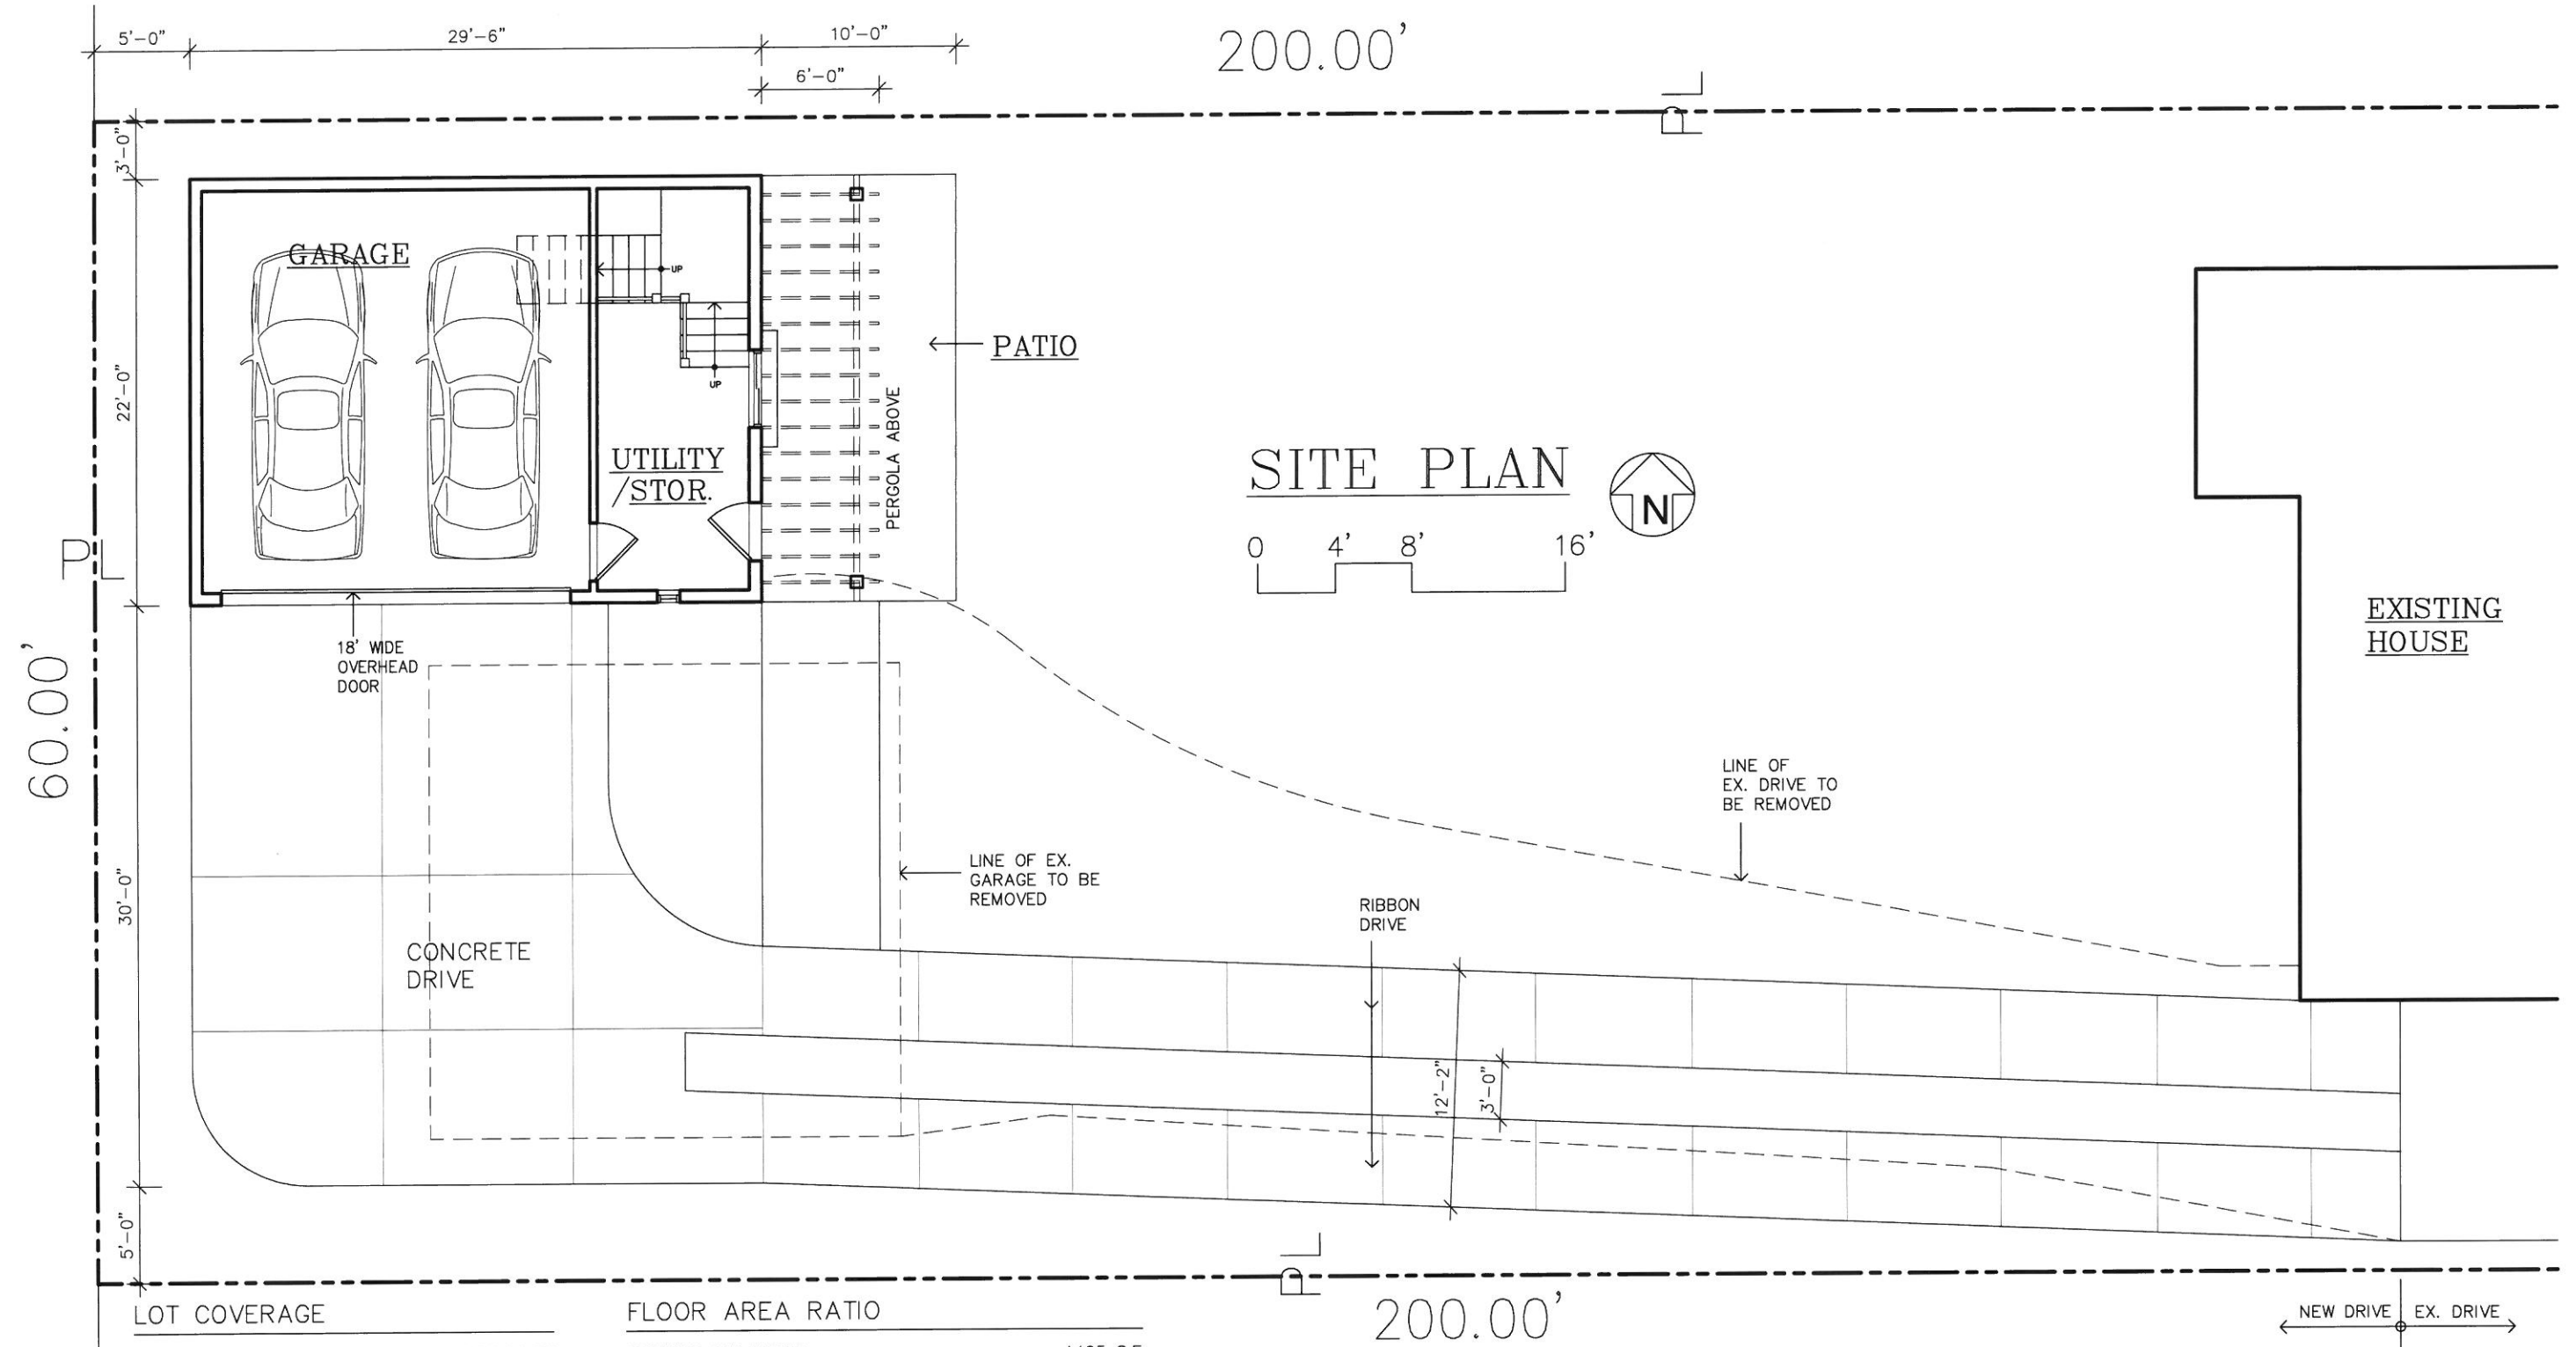 5'-0"
29'-6"
10'-0"
6'-0"
200.00'
PL
3'-0"
22'-0"
30'-0"
5'-0"
60.00'
PL
GARAGE
UP
UP
UTILITY
/STOR.
PERGOLA ABOVE
PATIO
SITE PLAN
N
0 4' 8' 16'
EXISTING
HOUSE
18' WIDE
OVERHEAD
DOOR
LINE OF
EX. DRIVE TO
BE REMOVED
LINE OF EX.
GARAGE TO BE
REMOVED
RIBBON
DRIVE
CONCRETE
DRIVE
12'-2"
3'-0"
PL
200.00'
NEW DRIVE
EX. DRIVE
LOT COVERAGE
FLOOR AREA RATIO